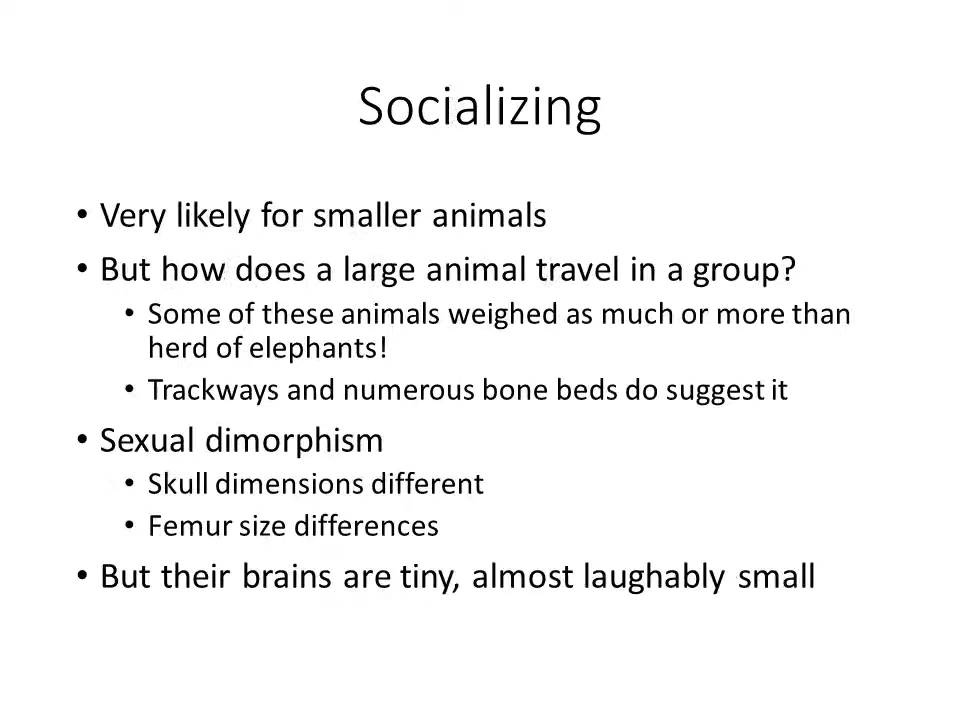 Socializing
• Very likely for smaller animals
• But how does a large animal travel in a group?
• Some of these animals weighed as much or more than
herd of elephants!
• Trackways and numerous bone beds do suggest it
• Sexual dimorphism
• Skull dimensions different
• Femur size differences
• But their brains are tiny, almost laughably small